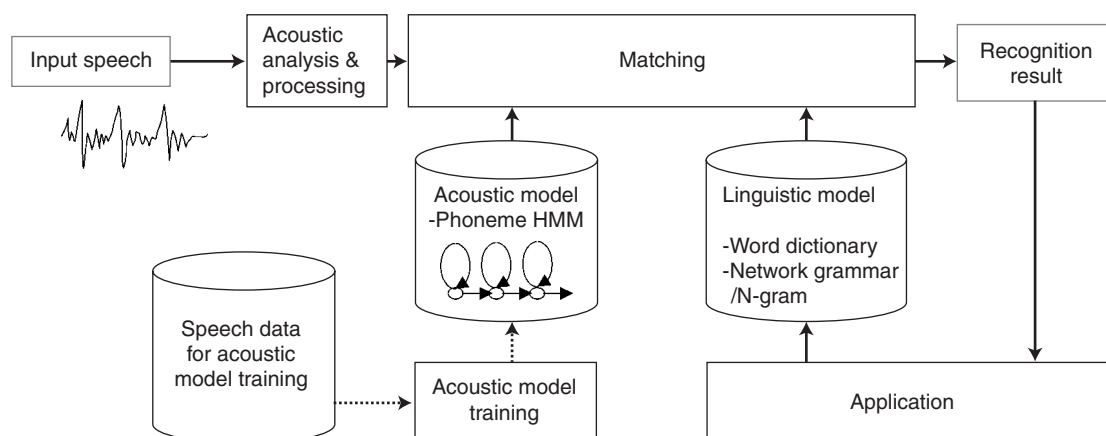 Input speech
Acoustic
analysis &
processing
Matching
Recognition
result
Acoustic model
-Phoneme HMM
Linguistic model
-Word dictionary
-Network grammar
/N-gram
Speech data
for acoustic
model training
Acoustic model
training
Application